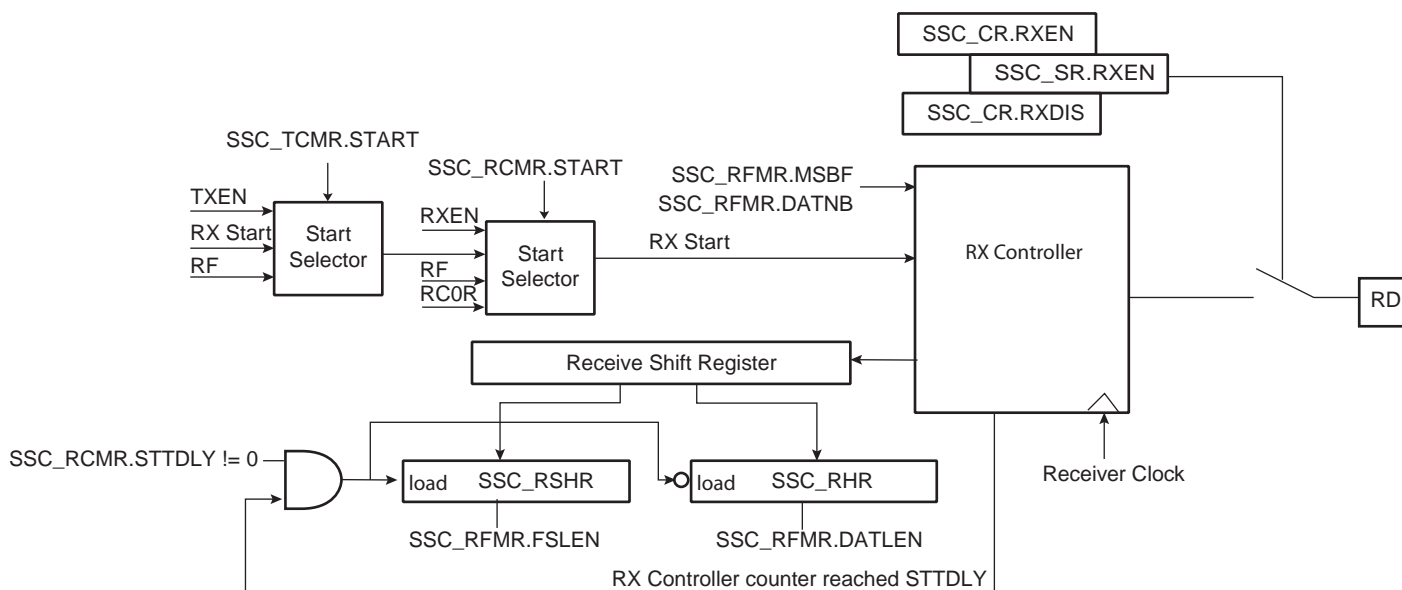 SSC_CR.RXEN
SSC_SR.RXEN
SSC_CR.RXDIS
SSC_TCMR.START
SSC_RCMR.START
SSC_RFMR.MSBF
SSC_RFMR.DATNB
TXEN
RX Start
RF
Start
Selector
RXEN
RF
RC0R
Start
Selector
RX Start
RX Controller
RD
Receive Shift Register
SSC_RCMR.STTDLY != 0
load
SSC_RSHR
load
SSC_RHR
Receiver Clock
SSC_RFMR.FSLEN
SSC_RFMR.DATLEN
RX Controller counter reached STTDLY